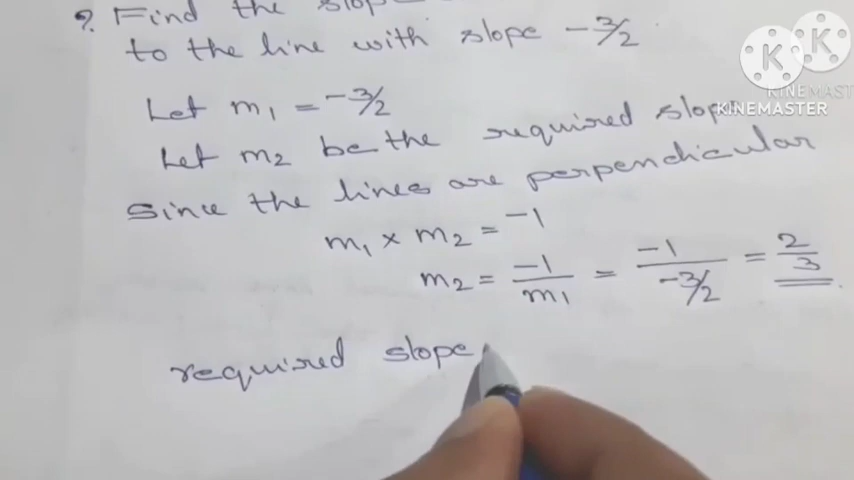 ?. Find the slope
to the line with slope -3/2
Let m1 = -3/2
Let m2 be the required slope
Since the lines are perpendicular
m1 × m2 = -1
m2 = -1/m1 = -1/-3/2 = 2/3
required slope
KINEMASTER
KINEMASTER